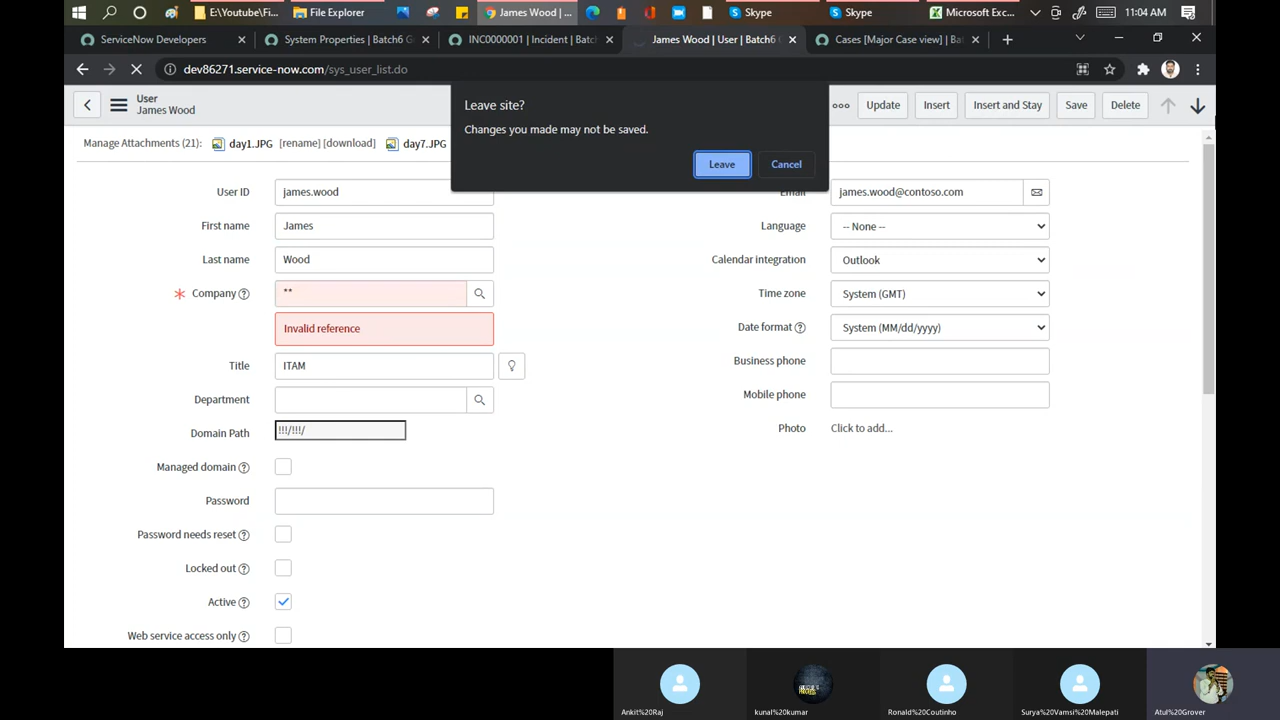 E:\Youtube\Fi...
File Explorer
James Wood | ...
Skype
Skype
Microsoft Exc...
11:04 AM
ServiceNow Developers
System Properties | Batch6 G
INC0000001 | Incident | Batch
James Wood | User | Batch6
Cases [Major Case view] | Bat
dev86271.service-now.com/sys_user_list.do
User
James Wood
Update
Insert
Insert and Stay
Save
Delete
Leave site?
Changes you made may not be saved.
Leave
Cancel
Manage Attachments (21):
day1.JPG [rename] [download]
day7.JPG
User ID
james.wood
First name
James
Last name
Wood
Company
**
Invalid reference
Title
ITAM
Department
Domain Path
!!!/!!!/
Managed domain
Password
Password needs reset
Locked out
Active
Web service access only
Email
james.wood@contoso.com
Language
-- None --
Calendar integration
Outlook
Time zone
System (GMT)
Date format
System (MM/dd/yyyy)
Business phone
Mobile phone
Photo
Click to add...
Ankit%20Raj
kunal%20kumar
Ronald%20Coutinho
Surya%20Vamsi%20Malepati
Atul%20Grover